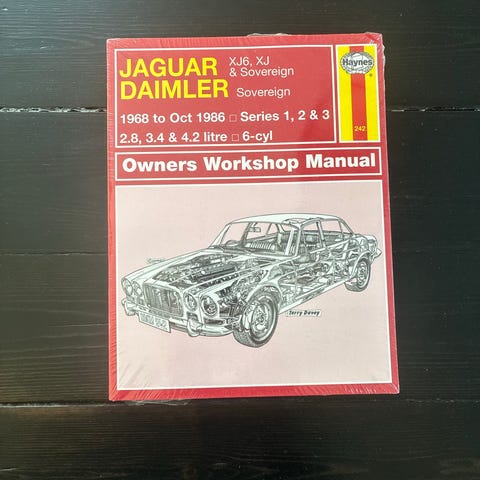 JAGUAR
DAIMLER
XJ6, XJ
& Sovereign
Sovereign
Haynes
®
1968 to Oct 1986 □ Series 1, 2 & 3
2.8, 3.4 & 4.2 litre □ 6-cyl
242
Owners Workshop Manual
Terry Davey